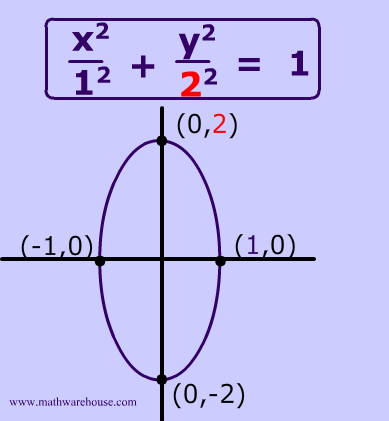 x²/1² + y²/2² = 1
(0,2)
(-1,0)
(1,0)
(0,-2)
www.mathwarehouse.com